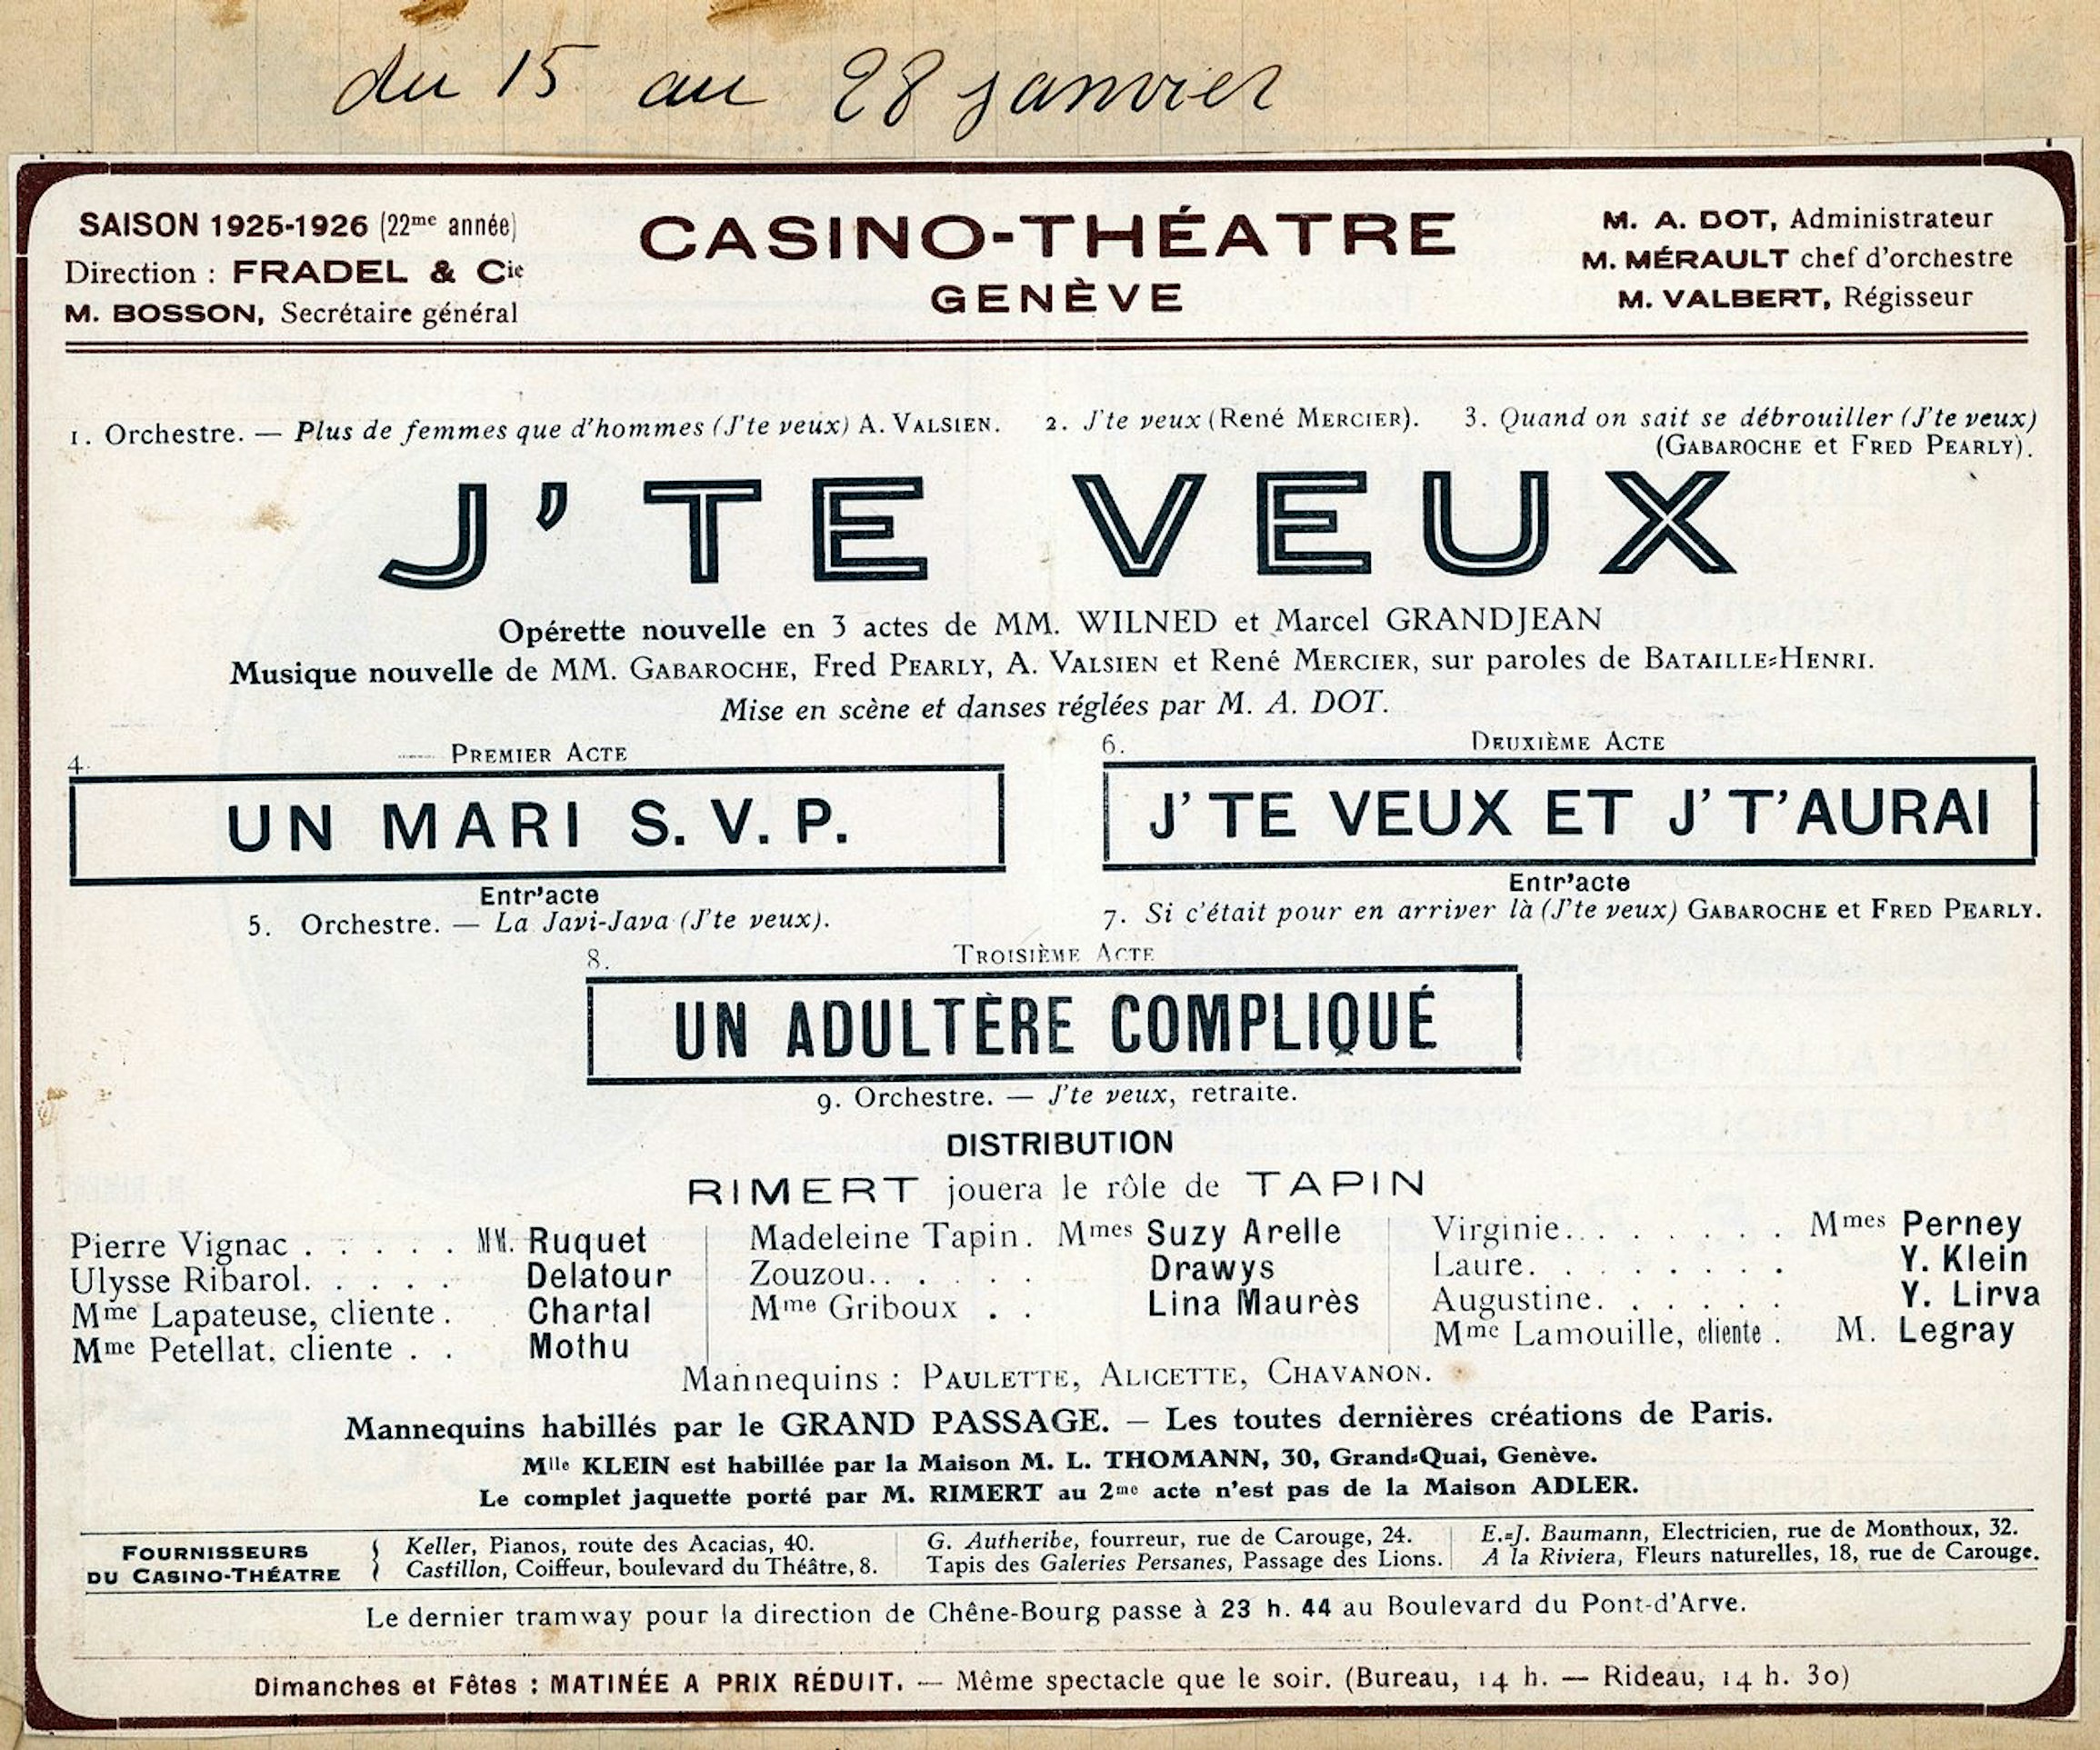 du 15 au 28 janvier
SAISON 1925-1926 (22me année)
Direction : FRADEL & Cie
M. BOSSON, Secrétaire général
CASINO-THÉATRE
GENÈVE
M. A. DOT, Administrateur
M. MÉRAULT chef d'orchestre
M. VALBERT, Régisseur
1. Orchestre. — Plus de femmes que d'hommes (J'te veux) A. VALSIEN. 2. J'te veux (René MERCIER). 3. Quand on sait se débrouiller (J'te veux)
(GABAROCHE et FRED PEARLY).
J'TE VEUX
Opérette nouvelle en 3 actes de MM. WILNED et Marcel GRANDJEAN
Musique nouvelle de MM. GABAROCHE, Fred PEARLY, A. VALSIEN et René MERCIER, sur paroles de BATAILLE-HENRI.
Mise en scène et danses réglées par M. A. DOT.
4. PREMIER ACTE
UN MARI S. V. P.
Entr'acte
5. Orchestre. — La Javi-Java (J'te veux).
6. DEUXIÈME ACTE
J'TE VEUX ET J'T'AURAI
Entr'acte
7. Si c'était pour en arriver là (J'te veux) GABAROCHE et FRED PEARLY.
8. TROISIÈME ACTE
UN ADULTÈRE COMPLIQUÉ
9. Orchestre. — J'te veux, retraite.
DISTRIBUTION
RIMERT jouera le rôle de TAPIN
Pierre Vignac . . . . . MM. Ruquet
Ulysse Ribarol. . . . . Delatour
Mme Lapateuse, cliente . . Chartal
Mme Petellat. cliente . . Mothu
Madeleine Tapin. Mmes Suzy Arelle
Zouzou. . . . . Drawys
Mme Griboux . . Lina Maurès
Virginie. . . . . . . . Mmes Perney
Laure. . . . . . . . Y. Klein
Augustine. . . . . . Y. Lirva
Mme Lamouille, cliente . M. Legray
Mannequins : PAULETTE, ALICETTE, CHAVANON.
Mannequins habillés par le GRAND PASSAGE. — Les toutes dernières créations de Paris.
Mlle KLEIN est habillée par la Maison M. L. THOMANN, 30, Grand-Quai, Genève.
Le complet jaquette porté par M. RIMERT au 2me acte n'est pas de la Maison ADLER.
FOURNISSEURS
DU CASINO-THÉATRE
Keller, Pianos, route des Acacias, 40.
Castillon, Coiffeur, boulevard du Théâtre, 8.
G. Autheribe, fourreur, rue de Carouge, 24.
Tapis des Galeries Persanes, Passage des Lions.
E.-J. Baumann, Electricien, rue de Monthoux, 32.
A la Riviera, Fleurs naturelles, 18, rue de Carouge.
Le dernier tramway pour la direction de Chêne-Bourg passe à 23 h. 44 au Boulevard du Pont-d'Arve.
Dimanches et Fêtes : MATINÉE A PRIX RÉDUIT. — Même spectacle que le soir. (Bureau, 14 h. — Rideau, 14 h. 30)